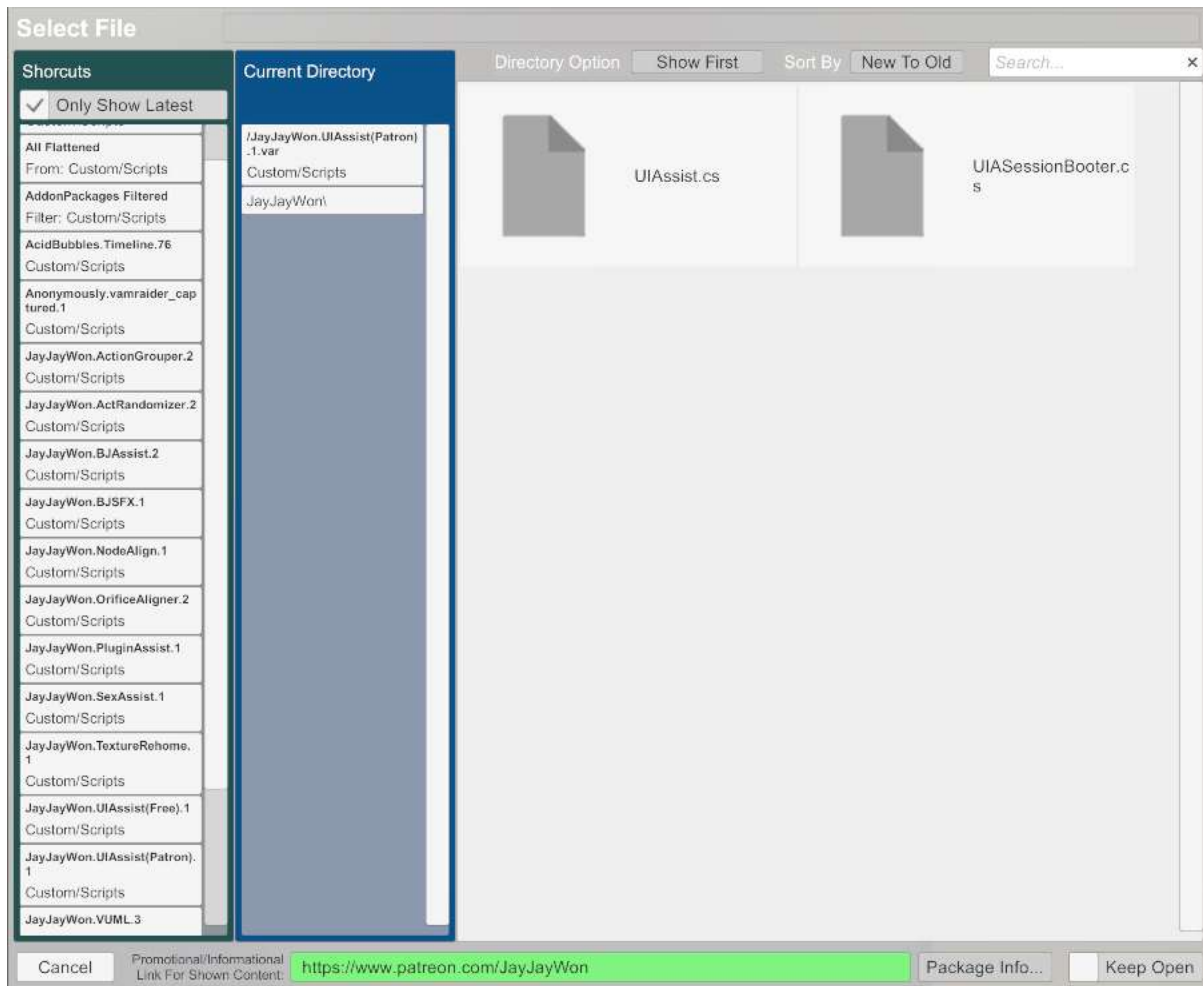 Select File
Shorcuts
Only Show Latest
All Flattened
From: Custom/Scripts
AddonPackages Filtered
Filter: Custom/Scripts
AcidBubbles.Timeline.76
Custom/Scripts
Anonymously.vamraider_cap
tured.1
Custom/Scripts
JayJayWon.ActionGrouper.2
Custom/Scripts
JayJayWon.ActRandomizer.2
Custom/Scripts
JayJayWon.BJAssist.2
Custom/Scripts
JayJayWon.BJSFX.1
Custom/Scripts
JayJayWon.NodeAlign.1
Custom/Scripts
JayJayWon.OrificeAligner.2
Custom/Scripts
JayJayWon.PluginAssist.1
Custom/Scripts
JayJayWon.SexAssist.1
Custom/Scripts
JayJayWon.TextureRehome.
1
Custom/Scripts
JayJayWon.UIAssist(Free).1
Custom/Scripts
JayJayWon.UIAssist(Patron).
1
Custom/Scripts
JayJayWon.VUML.3
Current Directory
/JayJayWon.UIAssist(Patron)
.1.var
Custom/Scripts
JayJayWon\
Directory Option Show First Sort By New To Old Search... ×
UIAssist.cs
UIASessionBooter.c
s
Cancel
Promotional/Informational
Link For Shown Content:
https://www.patreon.com/JayJayWon
Package Info...
Keep Open